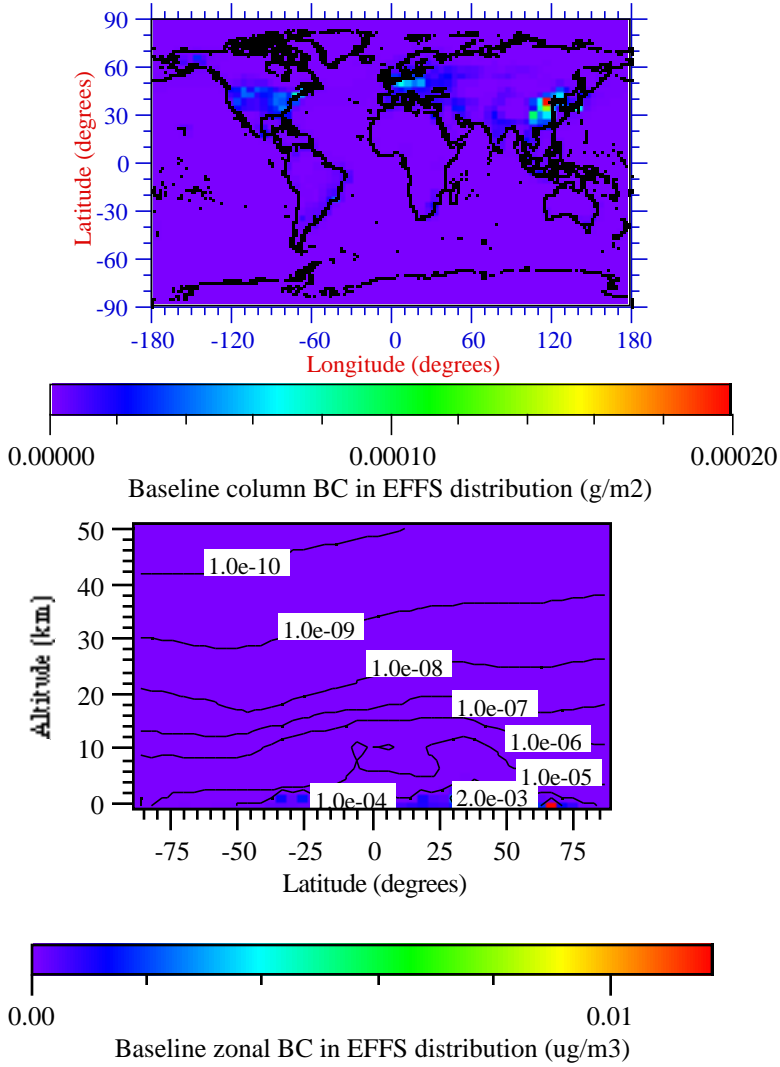 90
60
30
0
-30
-60
-90
Latitude (degrees)
-180 -120 -60 0 60 120 180
Longitude (degrees)
0.00000 0.00010 0.00020
Baseline column BC in EFFS distribution (g/m2)
50
40
30
20
10
0
Altitude (km)
1.0e-10
1.0e-09
1.0e-08
1.0e-07
1.0e-06
1.0e-05
1.0e-04 2.0e-03
-75 -50 -25 0 25 50 75
Latitude (degrees)
0.00 0.01
Baseline zonal BC in EFFS distribution (ug/m3)